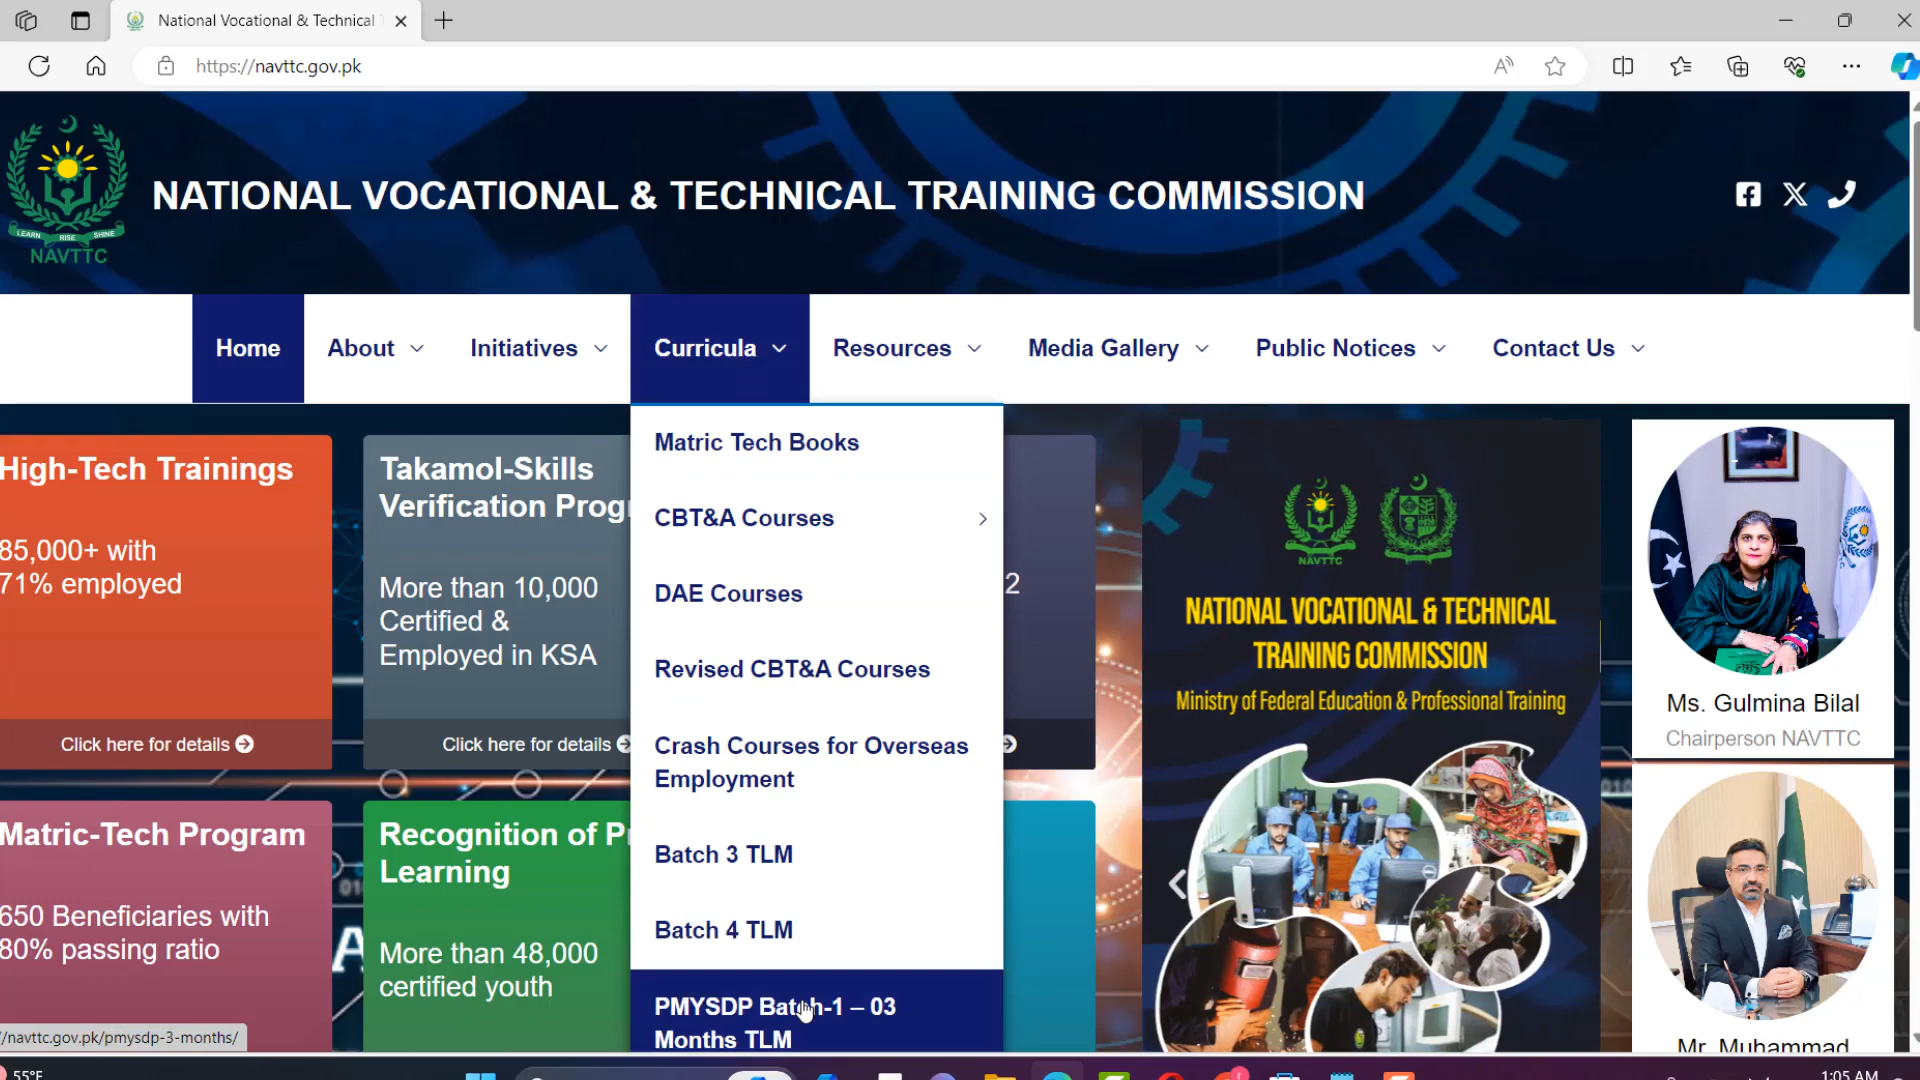 National Vocational & Technical
https://navttc.gov.pk
LEARN RISE SHINE
NAVTTC
NATIONAL VOCATIONAL & TECHNICAL TRAINING COMMISSION
Home
About
Initiatives
Curricula
Resources
Media Gallery
Public Notices
Contact Us
High-Tech Trainings
85,000+ with
71% employed
Click here for details
Takamol-Skills
Verification Prog
More than 10,000
Certified &
Employed in KSA
Click here for details
Matric Tech Books
CBT&A Courses
DAE Courses
Revised CBT&A Courses
Crash Courses for Overseas
Employment
Batch 3 TLM
Batch 4 TLM
PMYSDP Batch-1 – 03
Months TLM
2
NAVTTC
NATIONAL VOCATIONAL & TECHNICAL
TRAINING COMMISSION
Ministry of Federal Education & Professional Training
Ms. Gulmina Bilal
Chairperson NAVTTC
Mr. Muhammad
Matric-Tech Program
650 Beneficiaries with
80% passing ratio
Recognition of P
Learning
More than 48,000
certified youth
/navttc.gov.pk/pmysdp-3-months/
55°F
1:05 AM